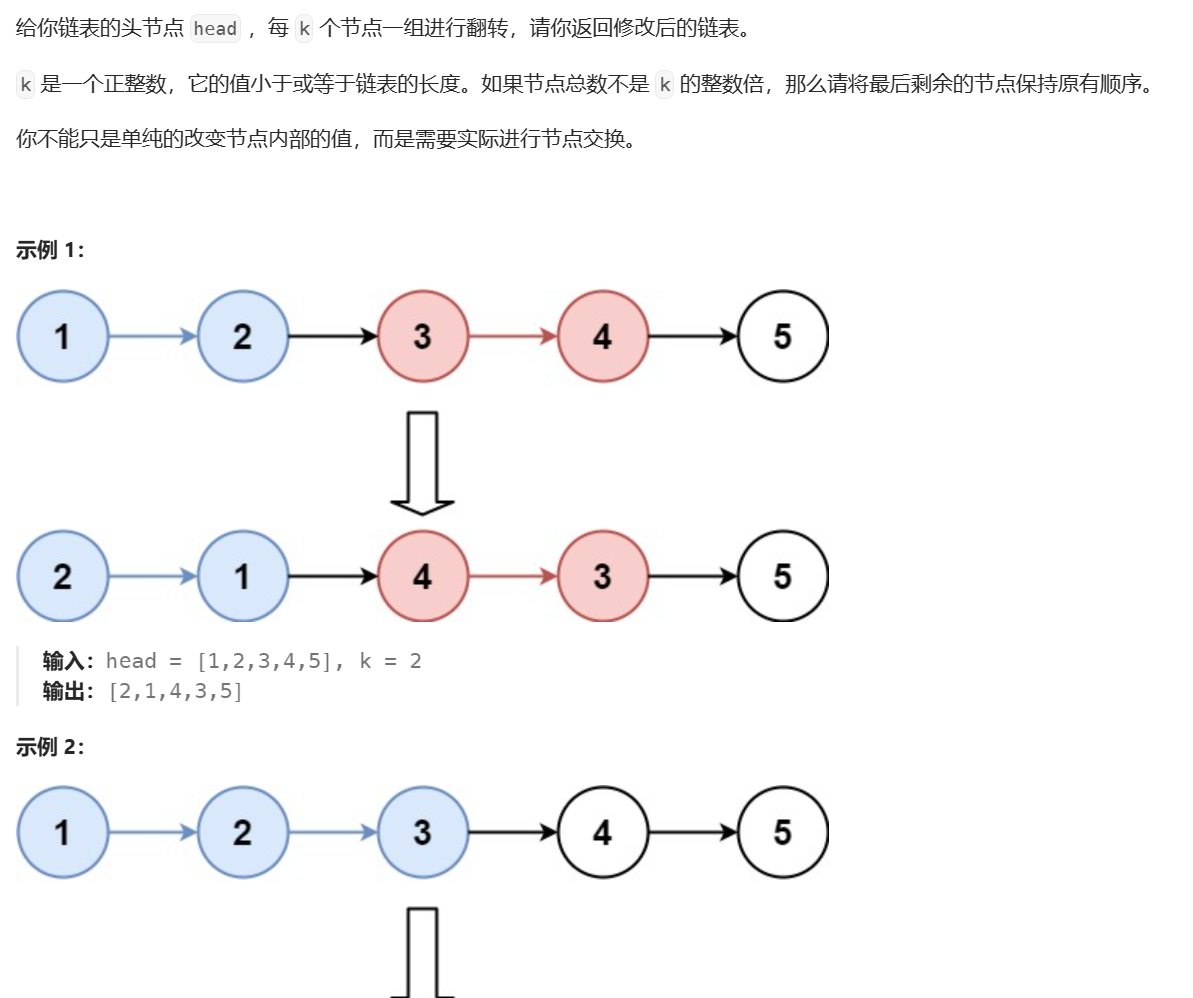 给你链表的头节点 head ，每 k 个节点一组进行翻转，请你返回修改后的链表。
k 是一个正整数，它的值小于或等于链表的长度。如果节点总数不是 k 的整数倍，那么请将最后剩余的节点保持原有顺序。
你不能只是单纯的改变节点内部的值，而是需要实际进行节点交换。
示例 1：
1 2 3 4 5
2 1 4 3 5
输入：head = [1,2,3,4,5], k = 2
输出：[2,1,4,3,5]
示例 2：
1 2 3 4 5